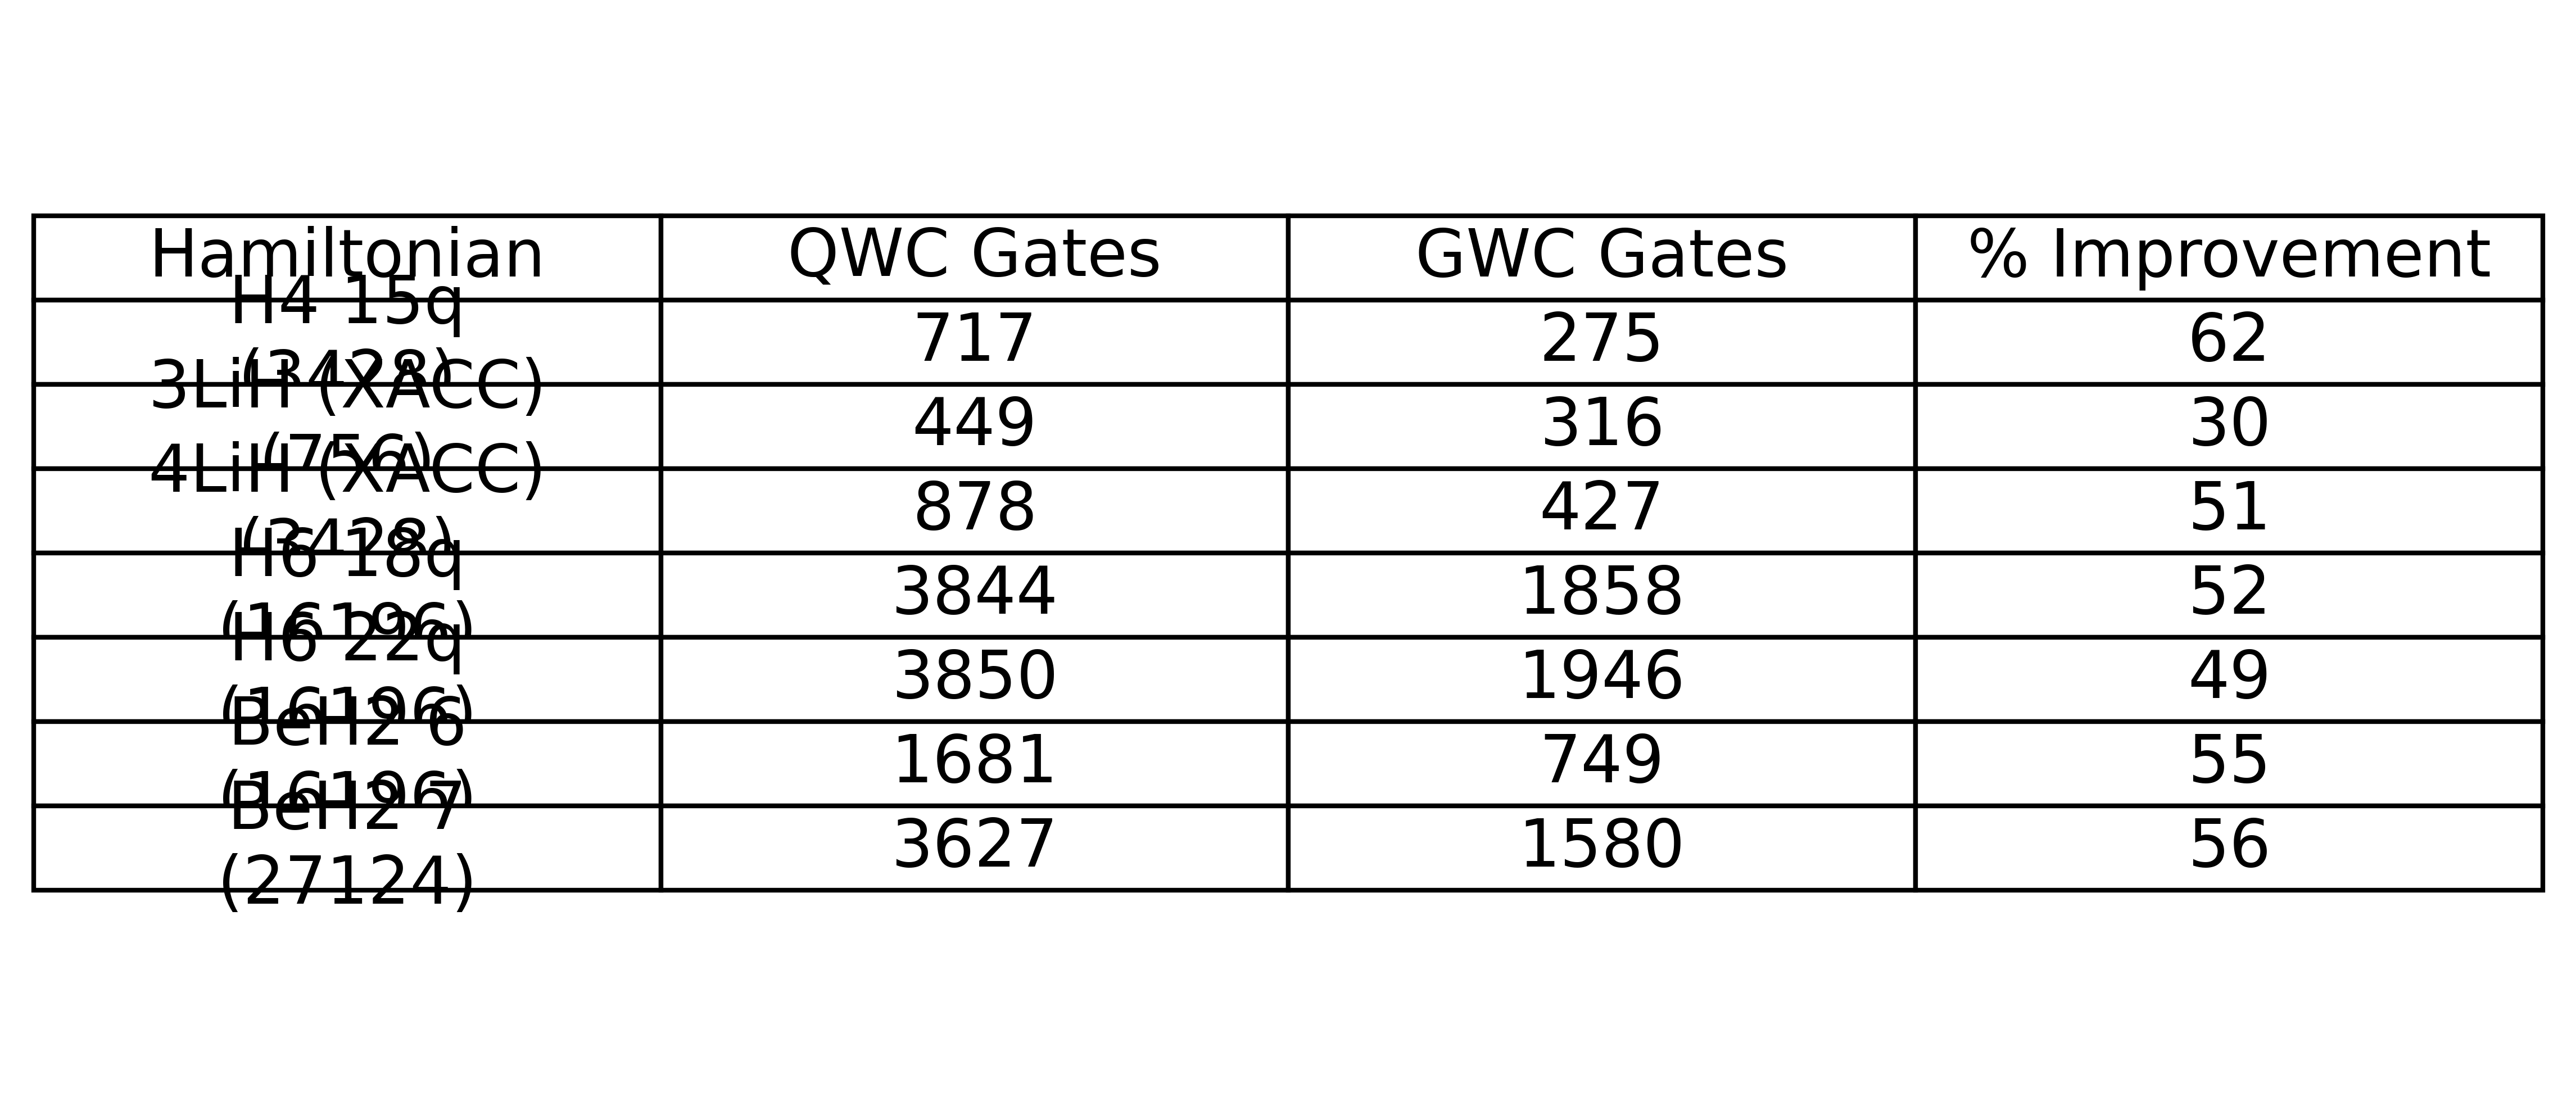 Hamiltonian QWC Gates GWC Gates % Improvement
H4 15q
(3428) 717 275 62
3LiH (XACC)
(756) 449 316 30
4LiH (XACC)
(3428) 878 427 51
H6 18q
(16196) 3844 1858 52
H6 22q
(16196) 3850 1946 49
BeH2 6
(16196) 1681 749 55
BeH2 7
(27124) 3627 1580 56